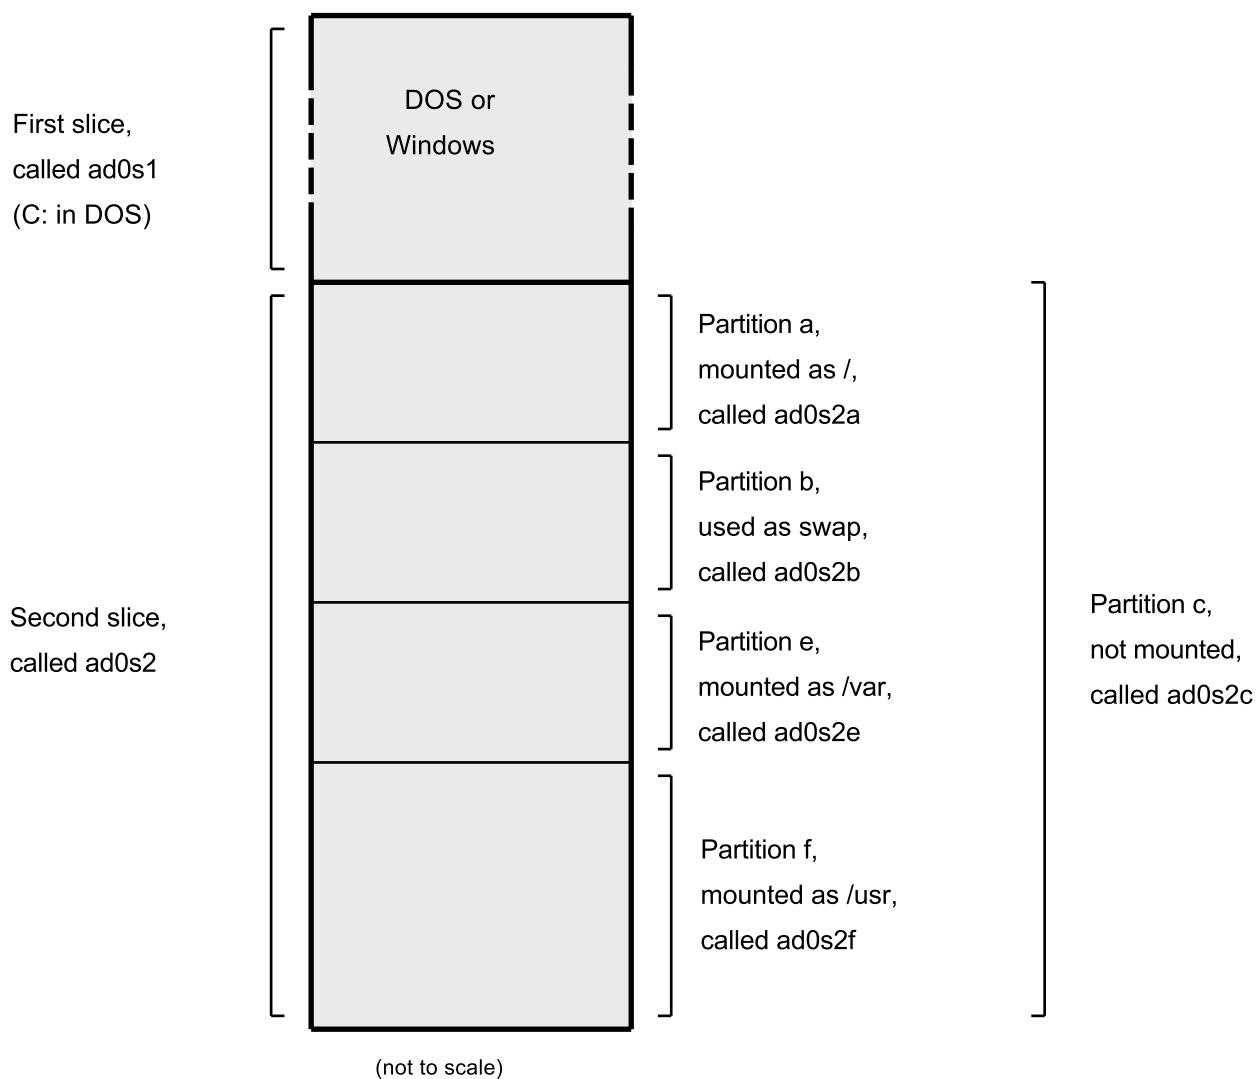 DOS or
Windows
First slice,
called ad0s1
(C: in DOS)
Partition a,
mounted as /,
called ad0s2a
Partition b,
used as swap,
called ad0s2b
Second slice,
called ad0s2
Partition e,
mounted as /var,
called ad0s2e
Partition c,
not mounted,
called ad0s2c
Partition f,
mounted as /usr,
called ad0s2f
(not to scale)